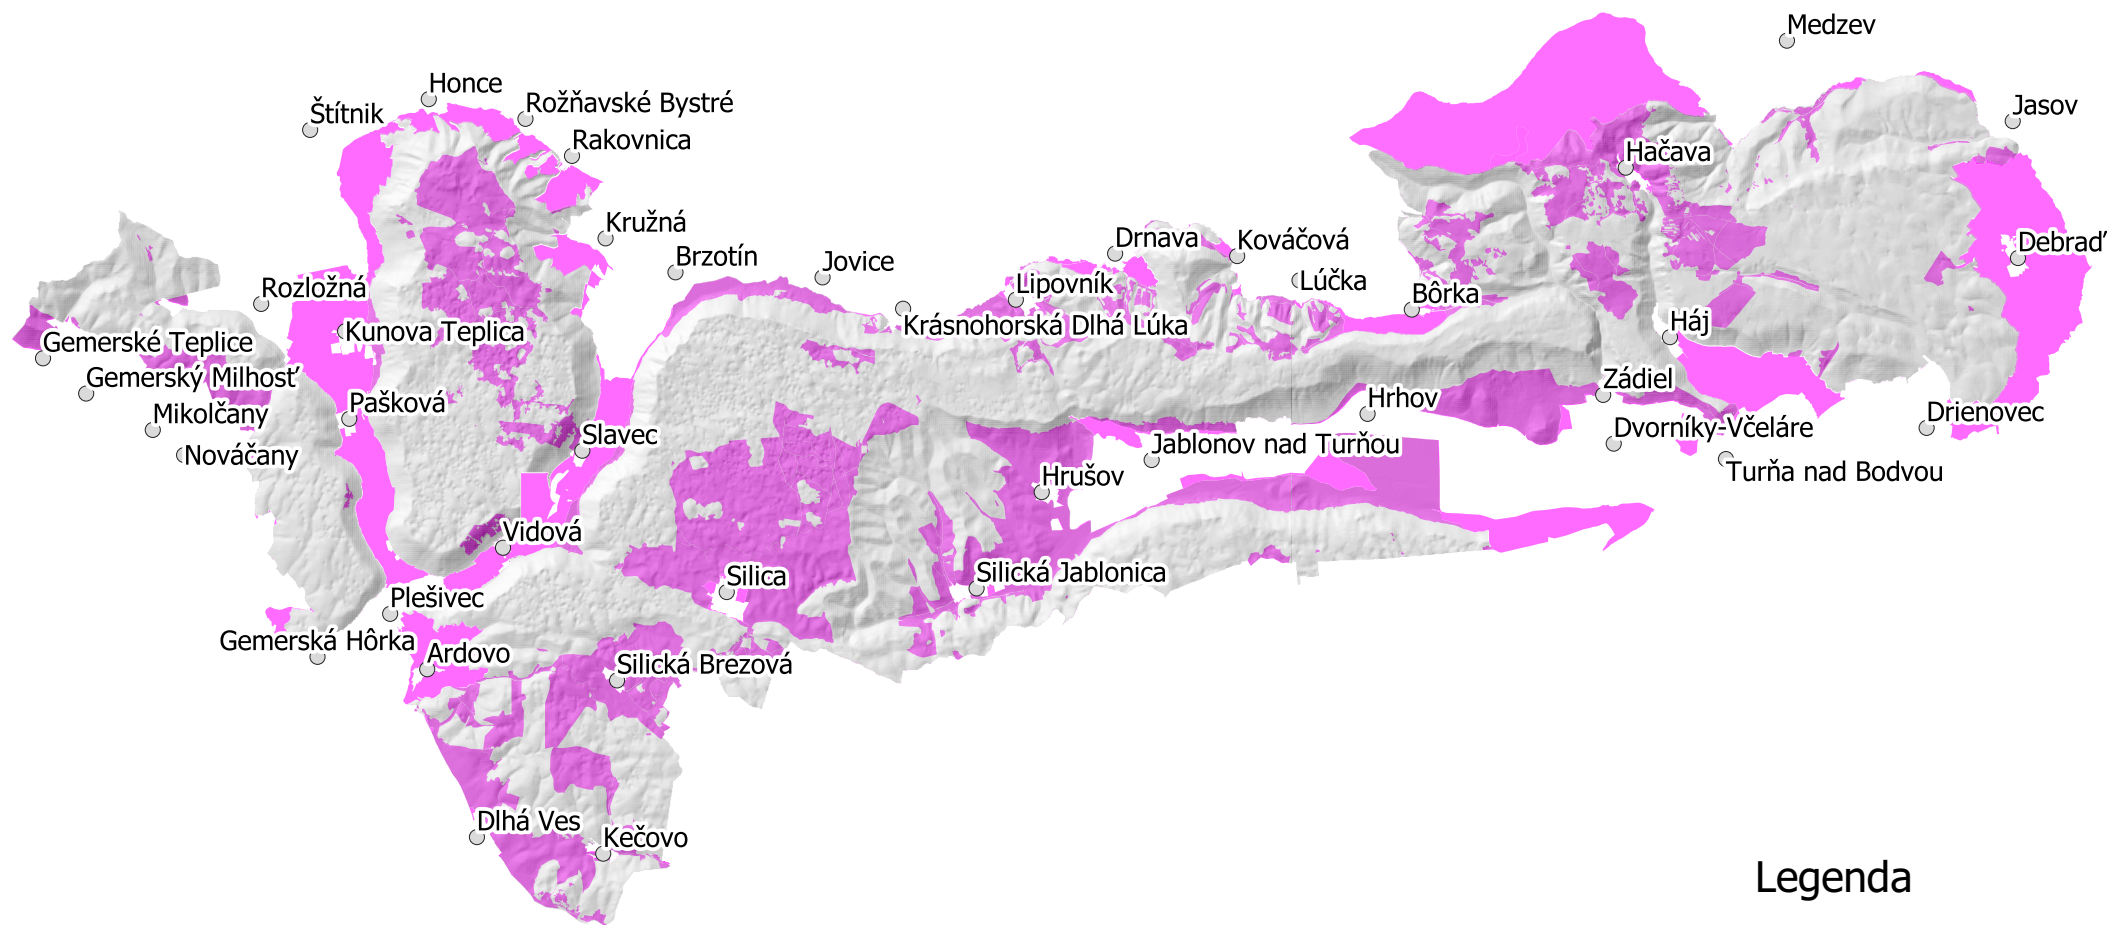 Medzev
Honce
Rožňavské Bystré
Štítnik
Jasov
Rakovnica
Hačava
Kružná
Drnava
Kováčová
Debraď
Brzotín
Jovice
Lúčka
Rozložná
Lipovník
Bôrka
Krásnohorská Dlhá Lúka
Háj
Kunova Teplica
Gemerské Teplice
Gemerský Milhosť
Zádiel
Pašková
Hrhov
Mikolčany
Drienovec
Dvorníky-Včeláre
Slavec
Jablonov nad Turňou
Nováčany
Turňa nad Bodvou
Hrušov
Vidová
Silica
Silická Jablonica
Plešivec
Gemerská Hôrka
Ardovo
Silická Brezová
Dlhá Ves
Kečovo
Legenda